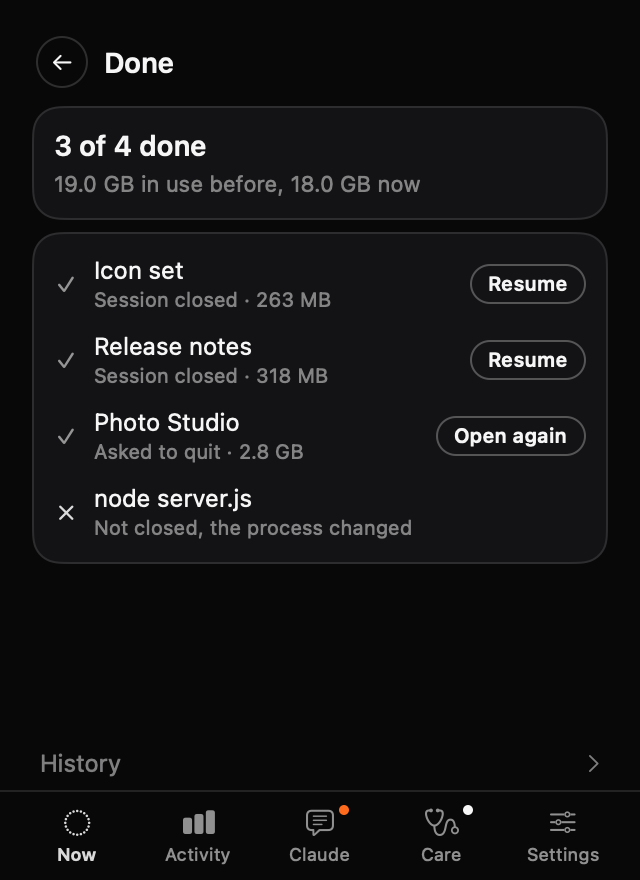 Done
3 of 4 done
19.0 GB in use before, 18.0 GB now
Icon set
Session closed · 263 MB
Resume
Release notes
Session closed · 318 MB
Resume
Photo Studio
Asked to quit · 2.8 GB
Open again
node server.js
Not closed, the process changed
History
Now
Activity
Claude
Care
Settings